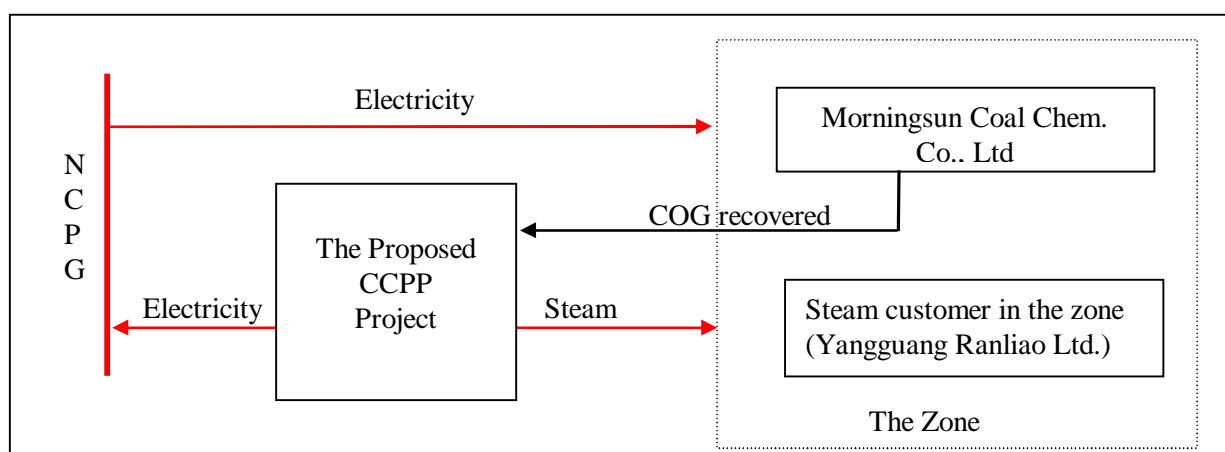 Electricity
Morningsun Coal Chem.
Co., Ltd
N
C
P
G
COG recovered
The Proposed
CCPP
Project
Electricity
Steam
Steam customer in the zone
(Yangguang Ranliao Ltd.)
The Zone